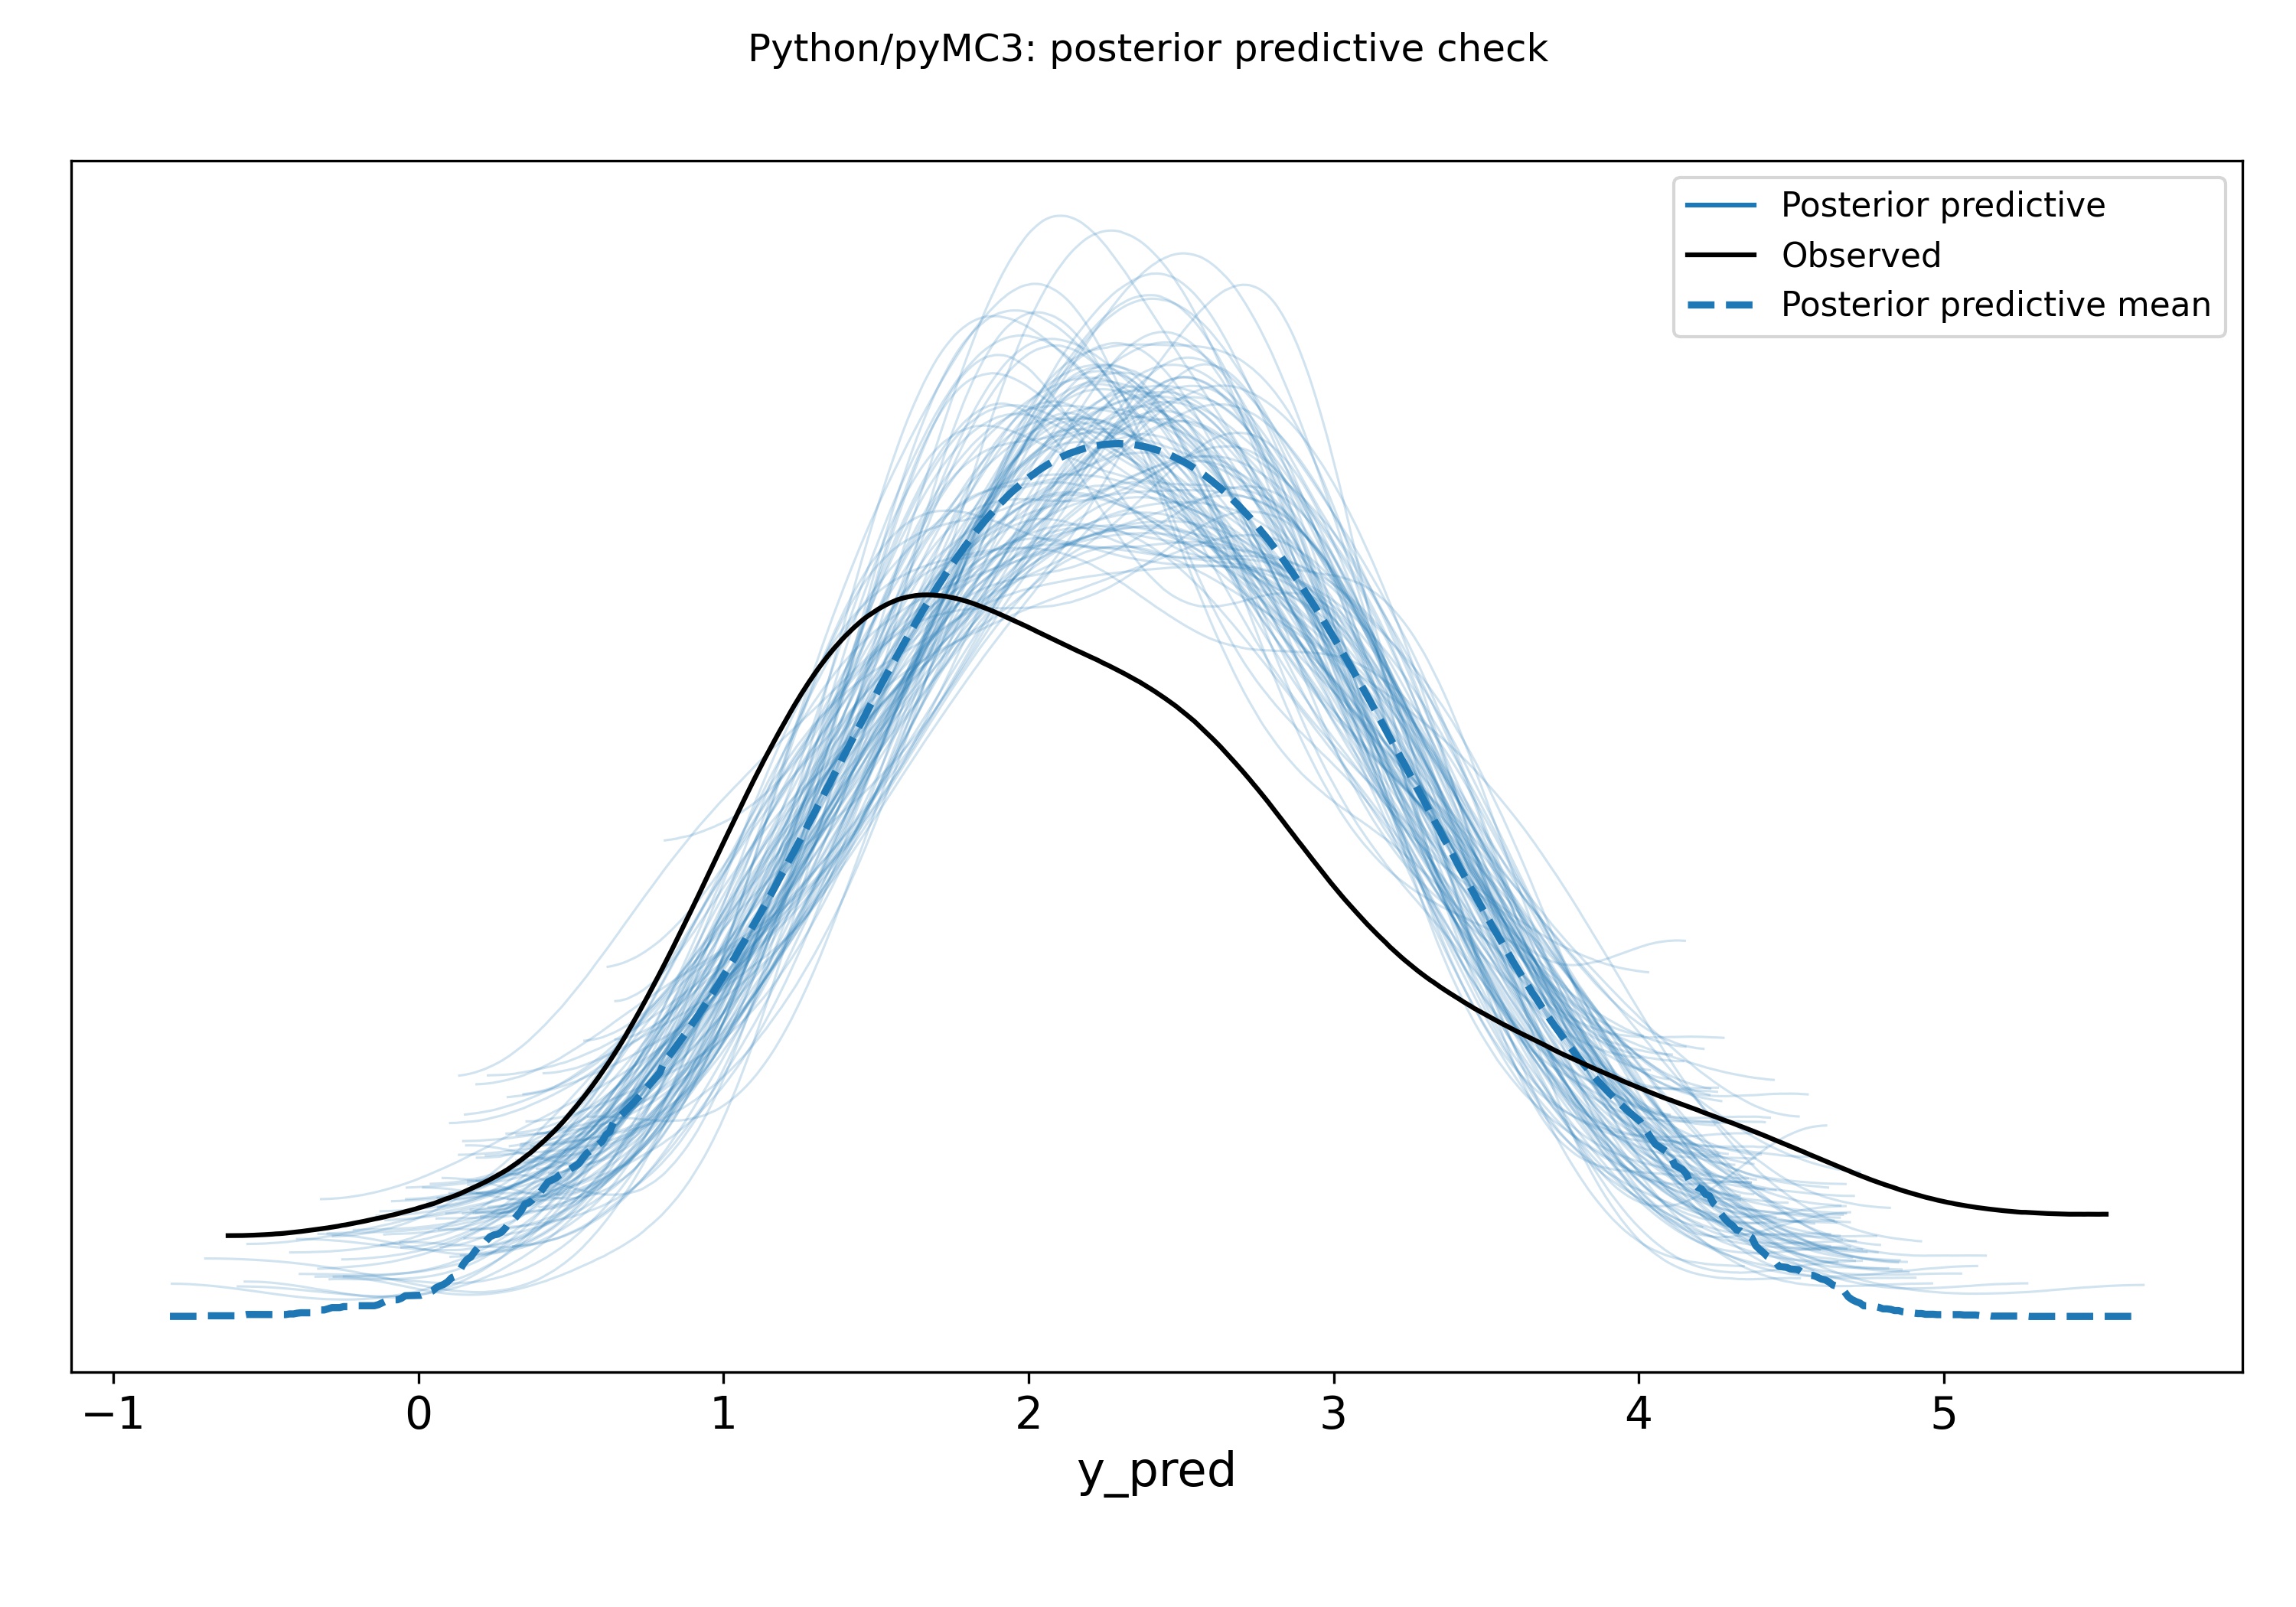 Python/pyMC3: posterior predictive check
Posterior predictive
Observed
Posterior predictive mean
−1 0 1 2 3 4 5
y_pred